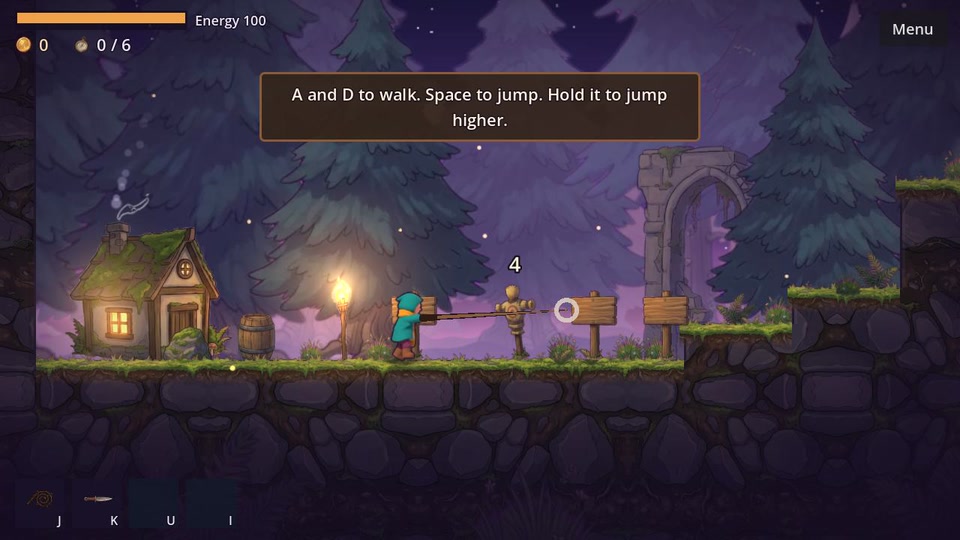 Energy 100
0
0 / 6
Menu
A and D to walk. Space to jump. Hold it to jump
higher.
4
J
K
U
I